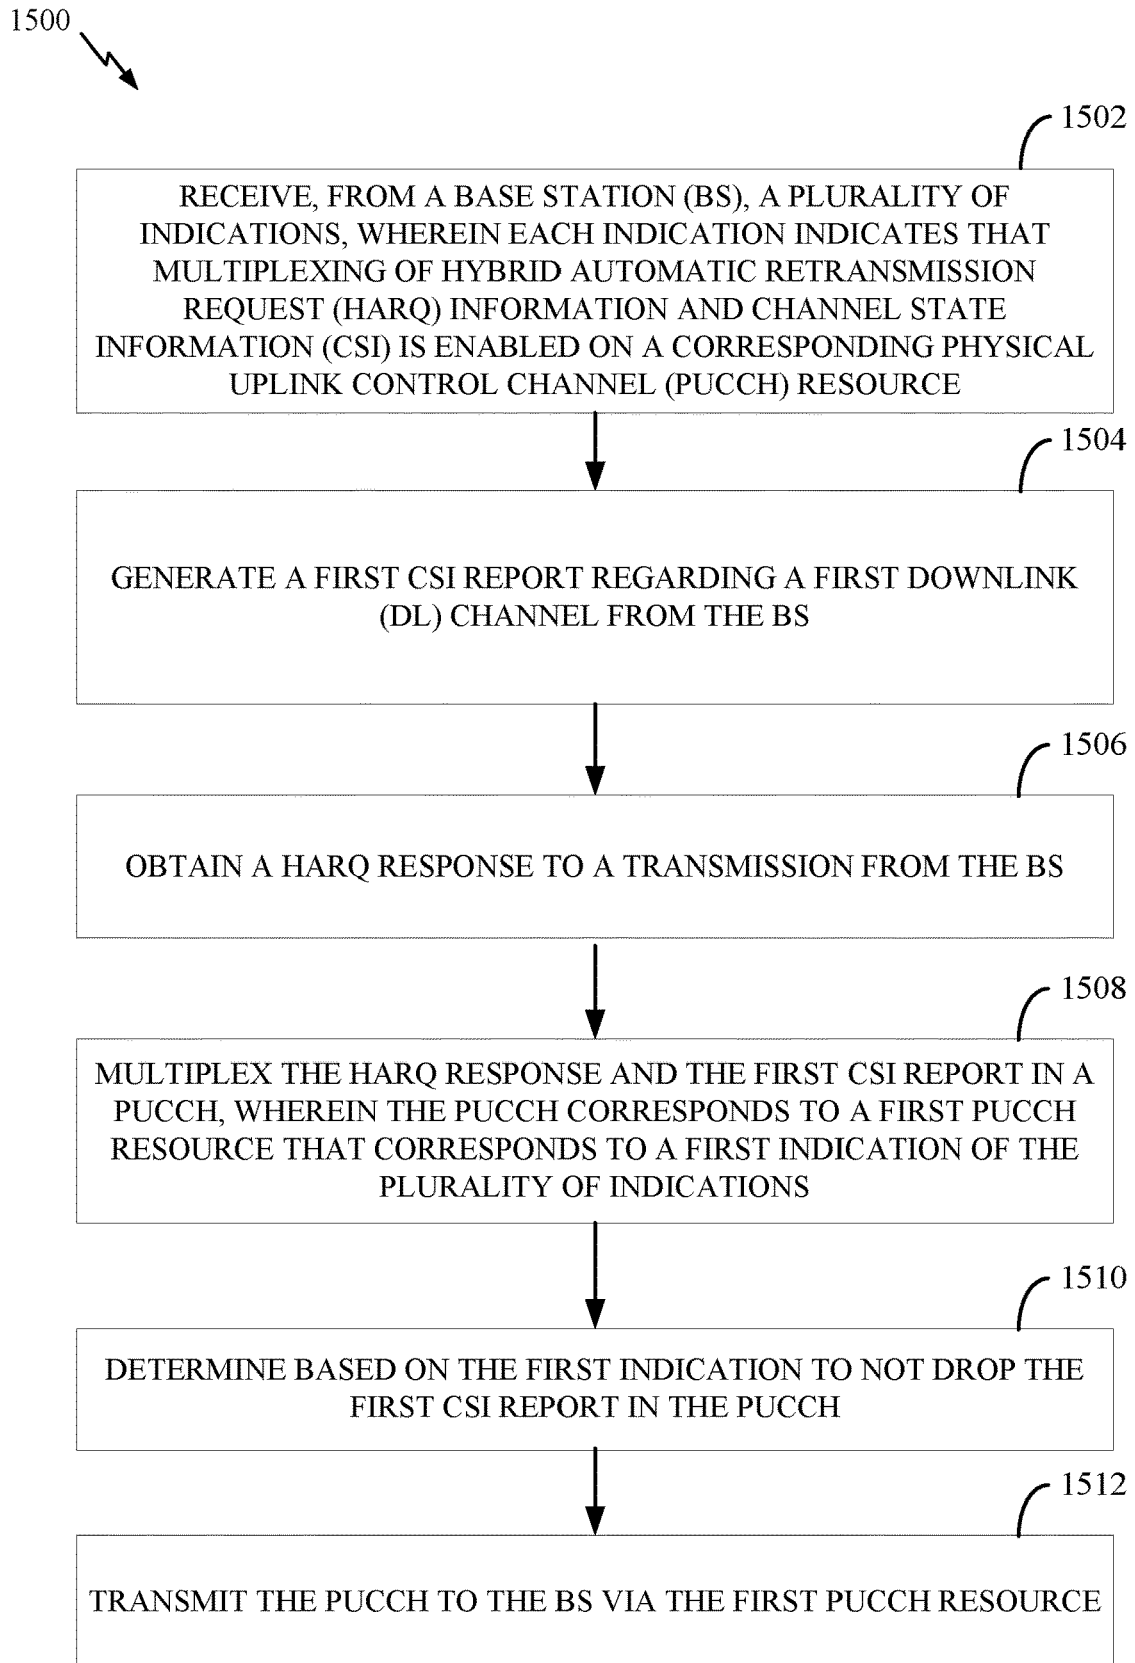 1500
1502
RECEIVE, FROM A BASE STATION (BS), A PLURALITY OF
INDICATIONS, WHEREIN EACH INDICATION INDICATES THAT
MULTIPLEXING OF HYBRID AUTOMATIC RETRANSMISSION
REQUEST (HARQ) INFORMATION AND CHANNEL STATE
INFORMATION (CSI) IS ENABLED ON A CORRESPONDING PHYSICAL
UPLINK CONTROL CHANNEL (PUCCH) RESOURCE
1504
GENERATE A FIRST CSI REPORT REGARDING A FIRST DOWNLINK
(DL) CHANNEL FROM THE BS
1506
OBTAIN A HARQ RESPONSE TO A TRANSMISSION FROM THE BS
1508
MULTIPLEX THE HARQ RESPONSE AND THE FIRST CSI REPORT IN A
PUCCH, WHEREIN THE PUCCH CORRESPONDS TO A FIRST PUCCH
RESOURCE THAT CORRESPONDS TO A FIRST INDICATION OF THE
PLURALITY OF INDICATIONS
1510
DETERMINE BASED ON THE FIRST INDICATION TO NOT DROP THE
FIRST CSI REPORT IN THE PUCCH
1512
TRANSMIT THE PUCCH TO THE BS VIA THE FIRST PUCCH RESOURCE